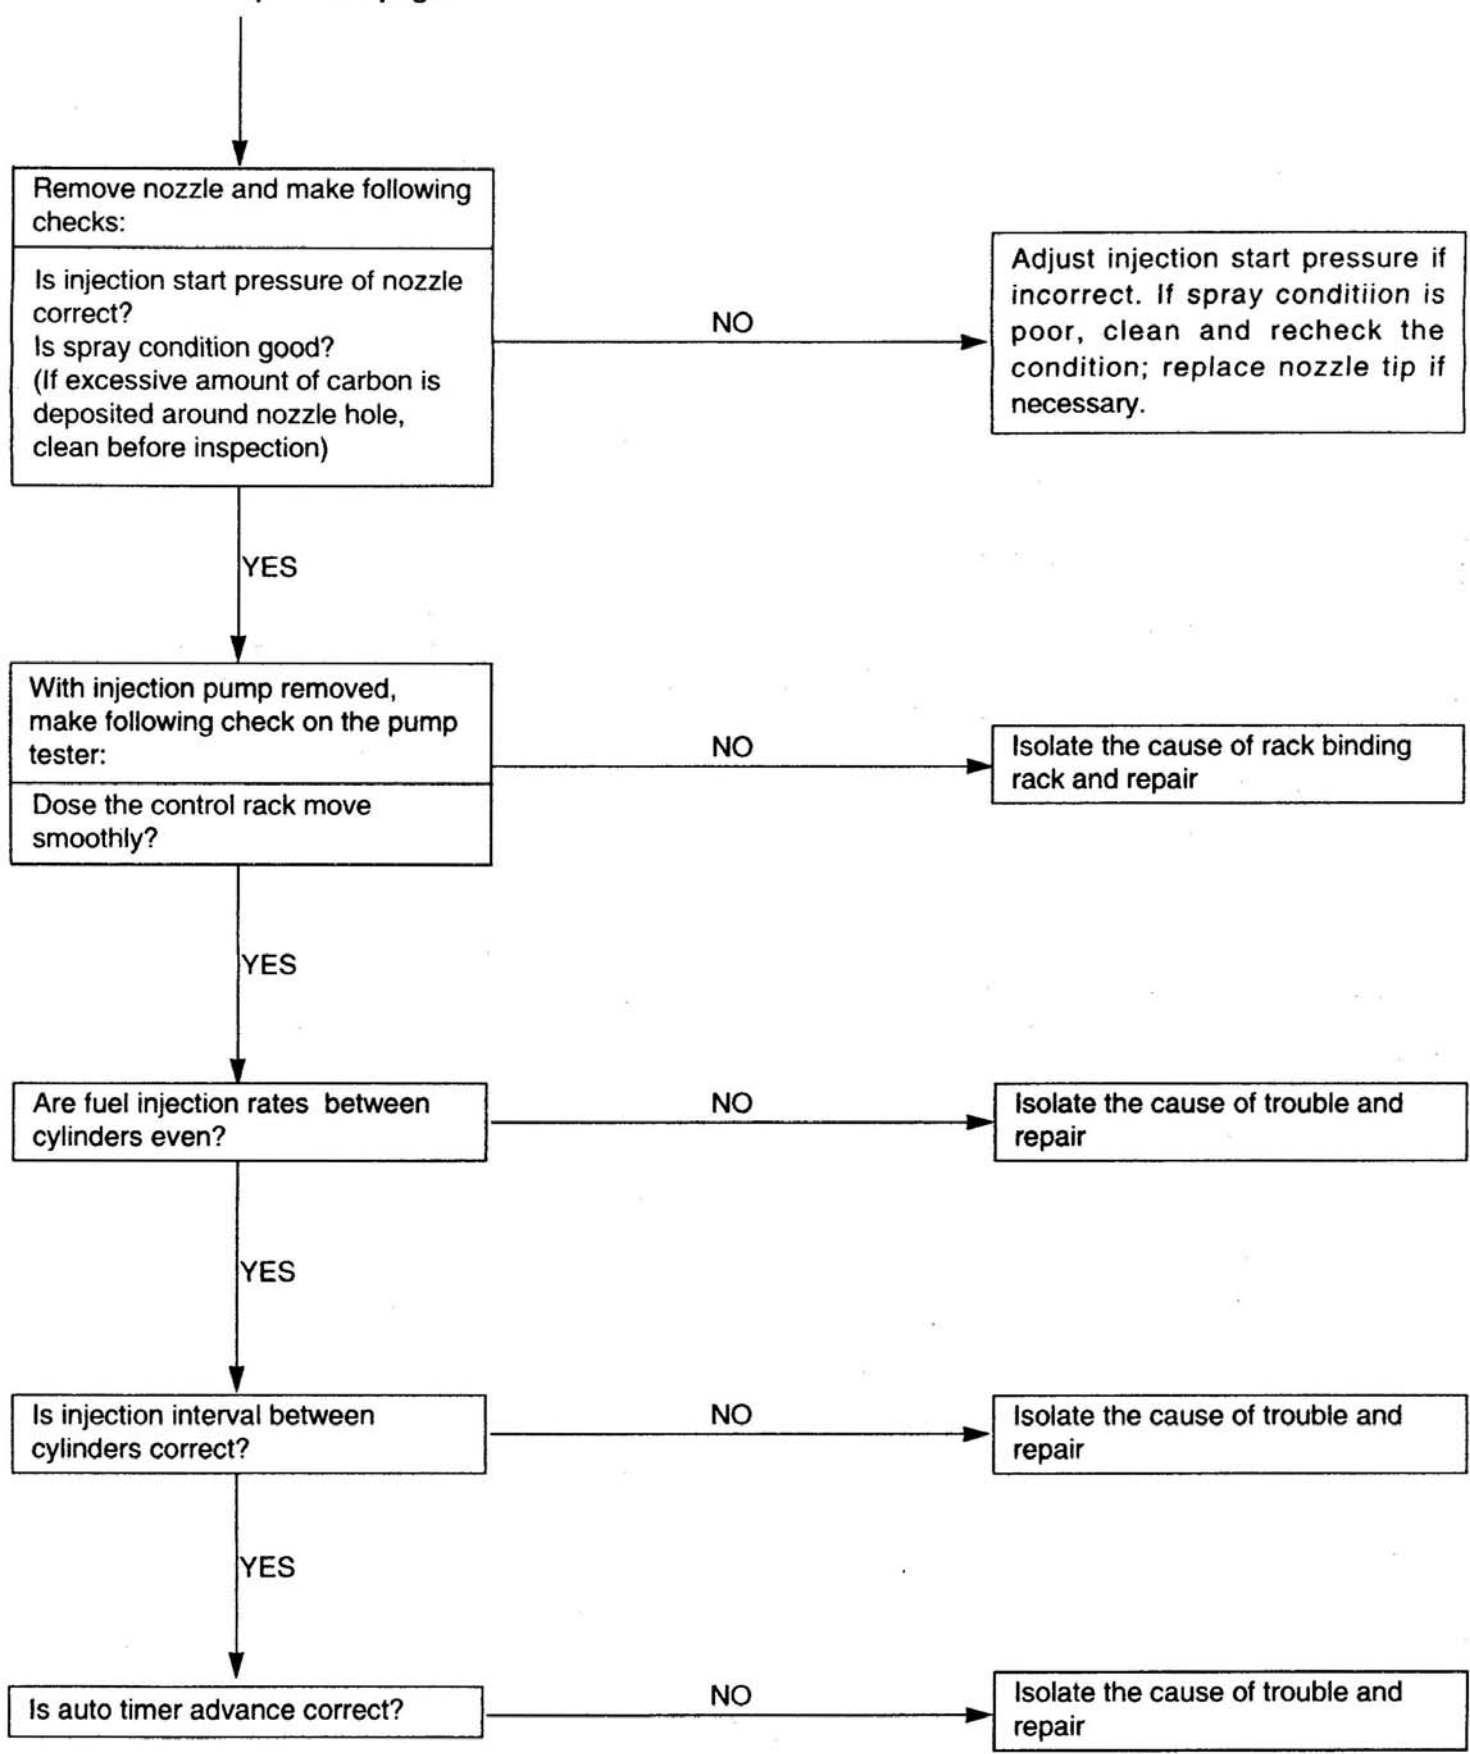 Remove nozzle and make following
checks:
Is injection start pressure of nozzle
correct?
Is spray condition good?
(If excessive amount of carbon is
deposited around nozzle hole,
clean before inspection)
NO
Adjust injection start pressure if
incorrect. If spray conditiion is
poor, clean and recheck the
condition; replace nozzle tip if
necessary.
YES
With injection pump removed,
make following check on the pump
tester:
Dose the control rack move
smoothly?
NO
Isolate the cause of rack binding
rack and repair
YES
Are fuel injection rates between
cylinders even?
NO
Isolate the cause of trouble and
repair
YES
Is injection interval between
cylinders correct?
NO
Isolate the cause of trouble and
repair
YES
Is auto timer advance correct?
NO
Isolate the cause of trouble and
repair